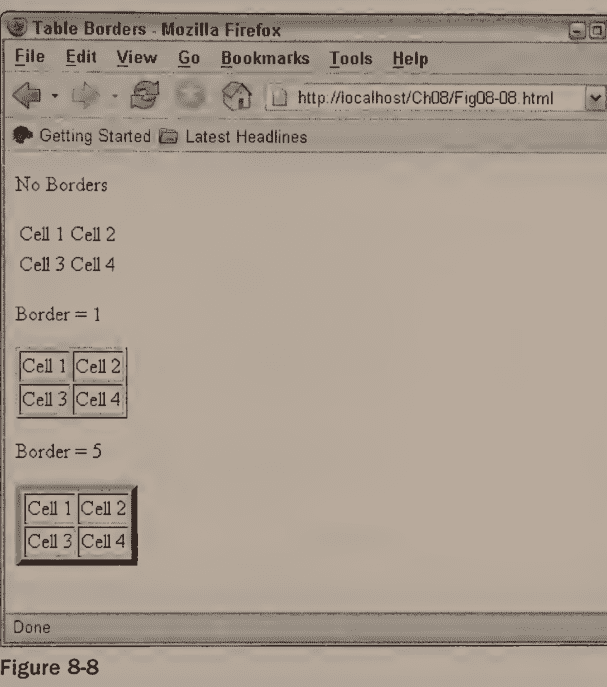 Table Borders - Mozilla Firefox
File Edit View Go Bookmarks Tools Help
http://localhost/Ch08/Fig08-08.html
Getting Started Latest Headlines
No Borders
Cell 1 Cell 2
Cell 3 Cell 4
Border = 1
Cell 1 Cell 2
Cell 3 Cell 4
Border = 5
Cell 1 Cell 2
Cell 3 Cell 4
Done
Figure 8-8